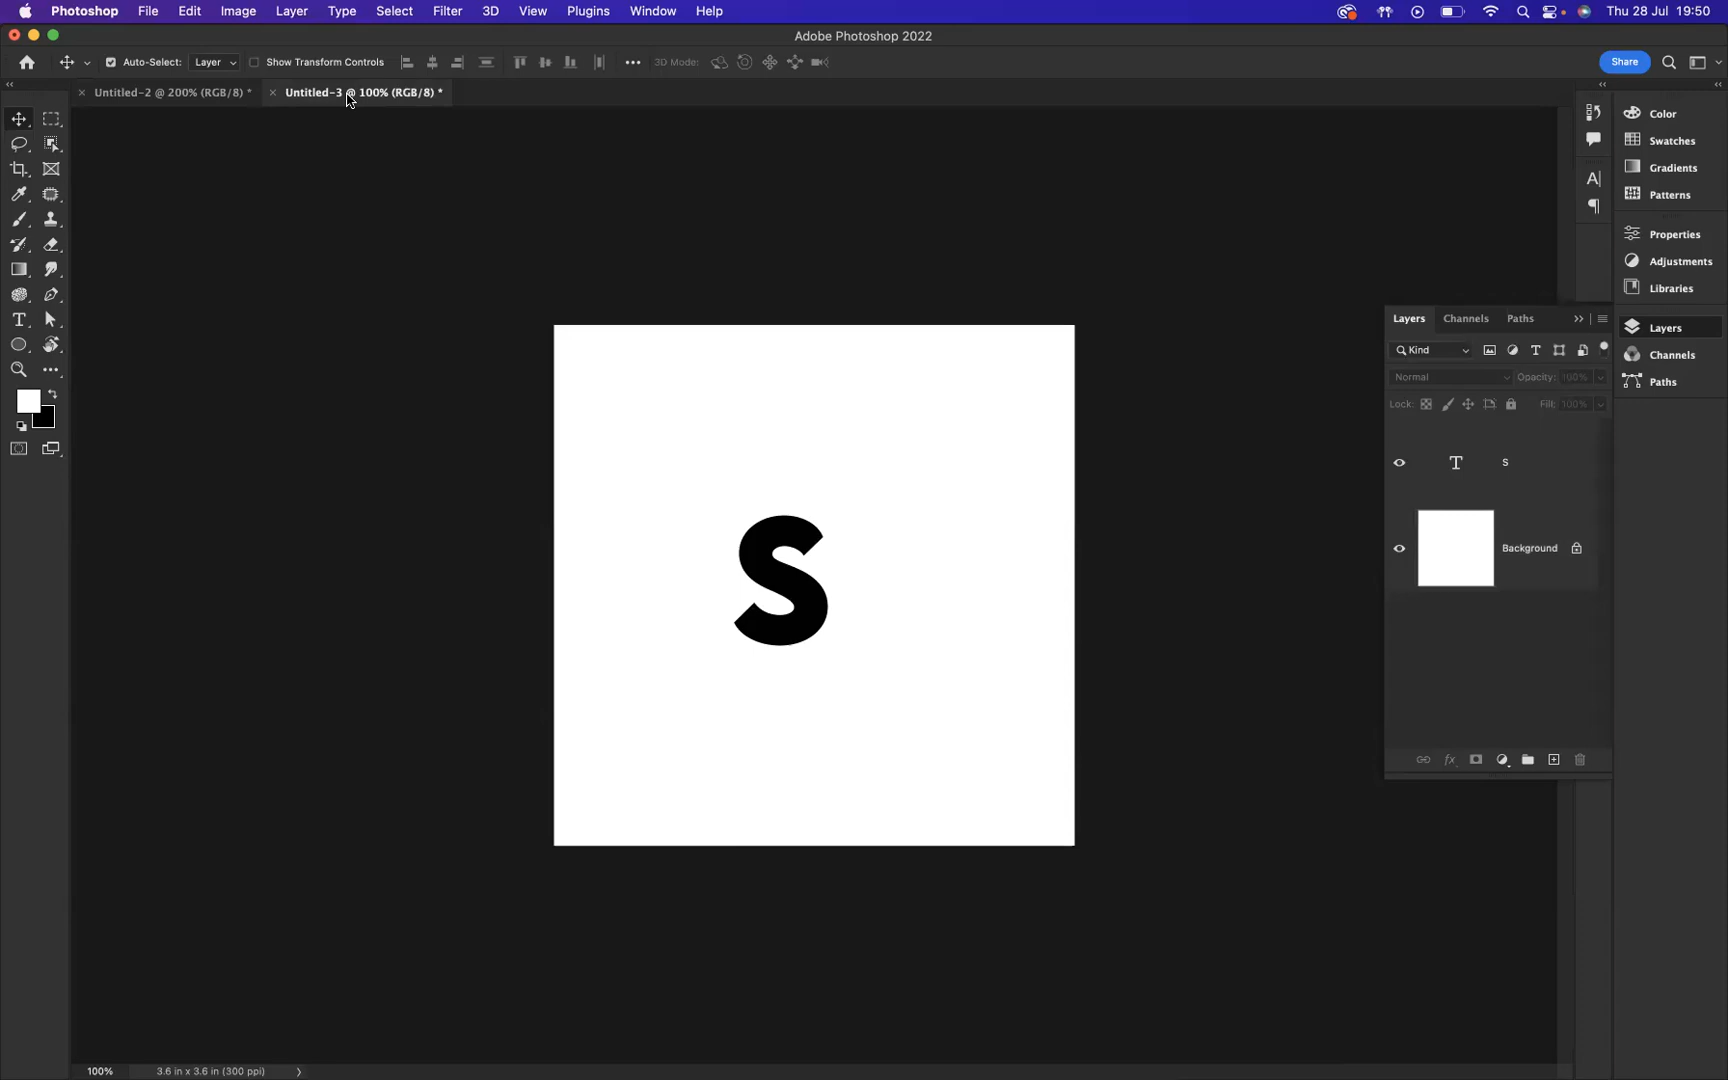 Photoshop File Edit Image Layer Type Select Filter 3D View Plugins Window Help Thu 28 Jul 19:50
Adobe Photoshop 2022
Auto-Select: Layer Show Transform Controls 3D Mode: Share
Untitled-2 @ 200% (RGB/8) * Untitled-3 @ 100% (RGB/8) *
Color
Swatches
Gradients
Patterns
Properties
Adjustments
Libraries
Layers
Channels
Paths
Layers Channels Paths
Kind
Normal Opacity: 100%
Lock: Fill: 100%
S
Background
S
100% 3.6 in x 3.6 in (300 ppi)